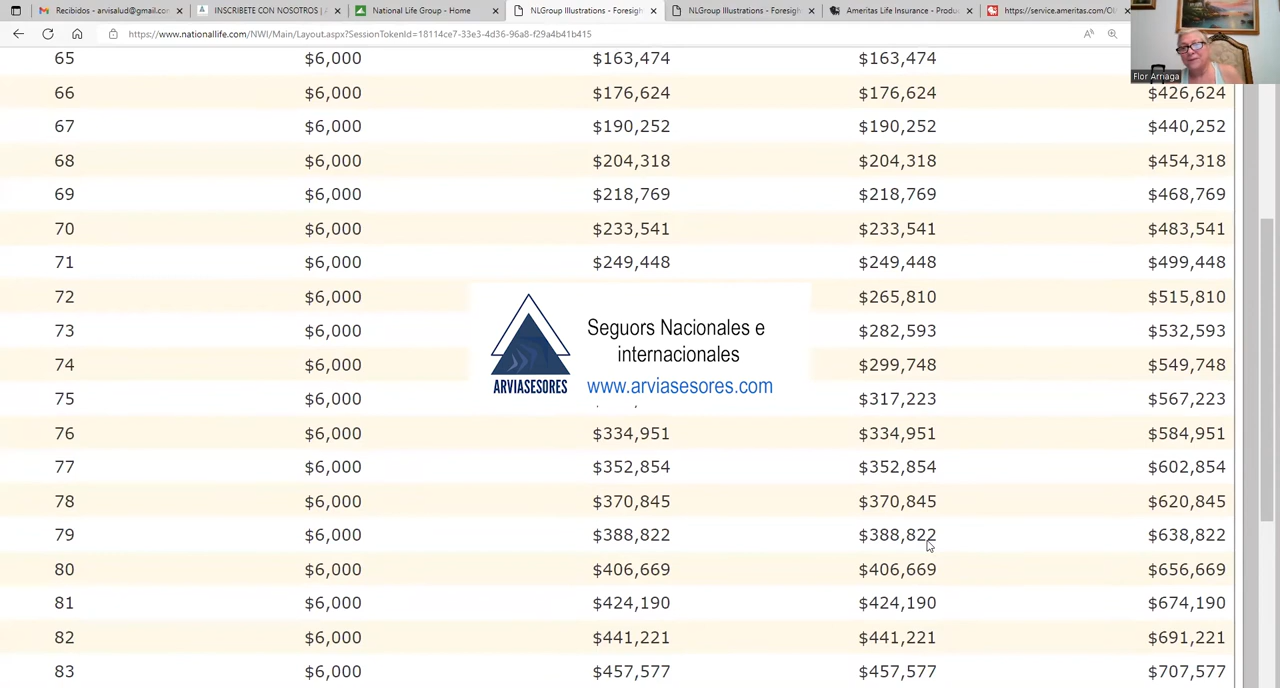 Recibidos - arvisalud@gmail.com
INSCRIBETE CON NOSOTROS |
National Life Group - Home
NLGroup Illustrations - Foresigh
NLGroup Illustrations - Foresigh
Ameritas Life Insurance - Produ
https://service.ameritas.com/OI/
https://www.nationallife.com/NWI/Main/Layout.aspx?SessionTokenId=18114ce7-33e3-4d36-96a8-f29a4b41b415
Flor Arriaga
65 $6,000 $163,474 $163,474
66 $6,000 $176,624 $176,624 $426,624
67 $6,000 $190,252 $190,252 $440,252
68 $6,000 $204,318 $204,318 $454,318
69 $6,000 $218,769 $218,769 $468,769
70 $6,000 $233,541 $233,541 $483,541
71 $6,000 $249,448 $249,448 $499,448
72 $6,000 $265,810 $515,810
73 $6,000 $282,593 $532,593
74 $6,000 $299,748 $549,748
75 $6,000 $317,223 $567,223
76 $6,000 $334,951 $334,951 $584,951
77 $6,000 $352,854 $352,854 $602,854
78 $6,000 $370,845 $370,845 $620,845
79 $6,000 $388,822 $388,822 $638,822
80 $6,000 $406,669 $406,669 $656,669
81 $6,000 $424,190 $424,190 $674,190
82 $6,000 $441,221 $441,221 $691,221
83 $6,000 $457,577 $457,577 $707,577
ARVIASESORES
Seguors Nacionales e
internacionales
www.arviasesores.com